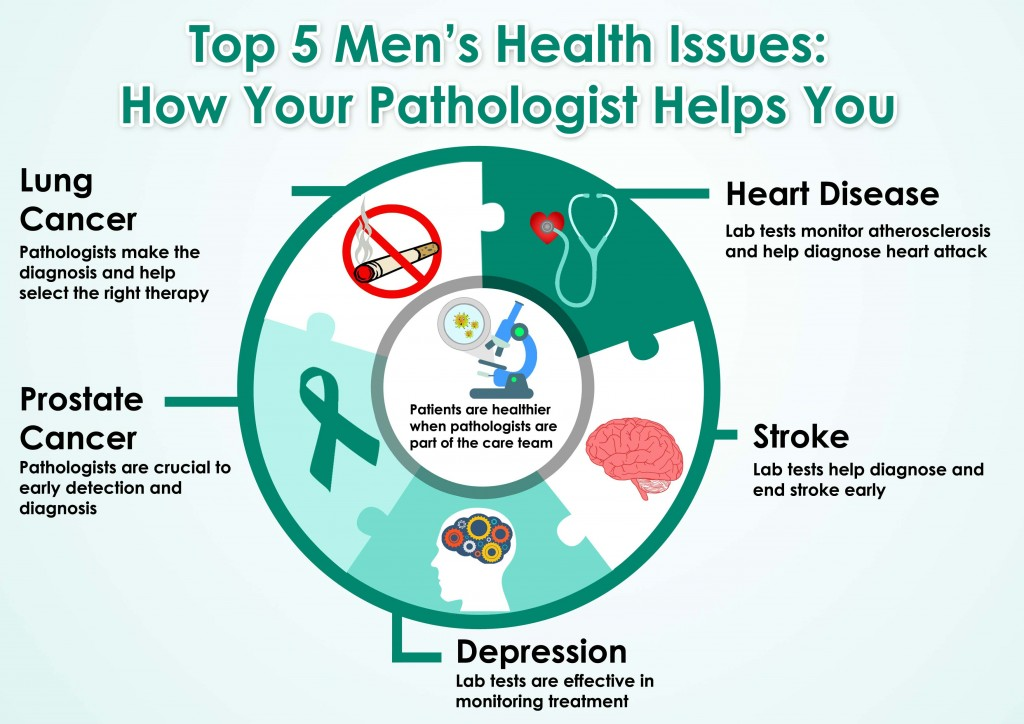 Top 5 Men's Health Issues:
How Your Pathologist Helps You
Lung
Cancer
Pathologists make the
diagnosis and help
select the right therapy
Heart Disease
Lab tests monitor atherosclerosis
and help diagnose heart attack
Patients are healthier
when pathologists are
part of the care team
Prostate
Cancer
Pathologists are crucial to
early detection and
diagnosis
Stroke
Lab tests help diagnose and
end stroke early
Depression
Lab tests are effective in
monitoring treatment